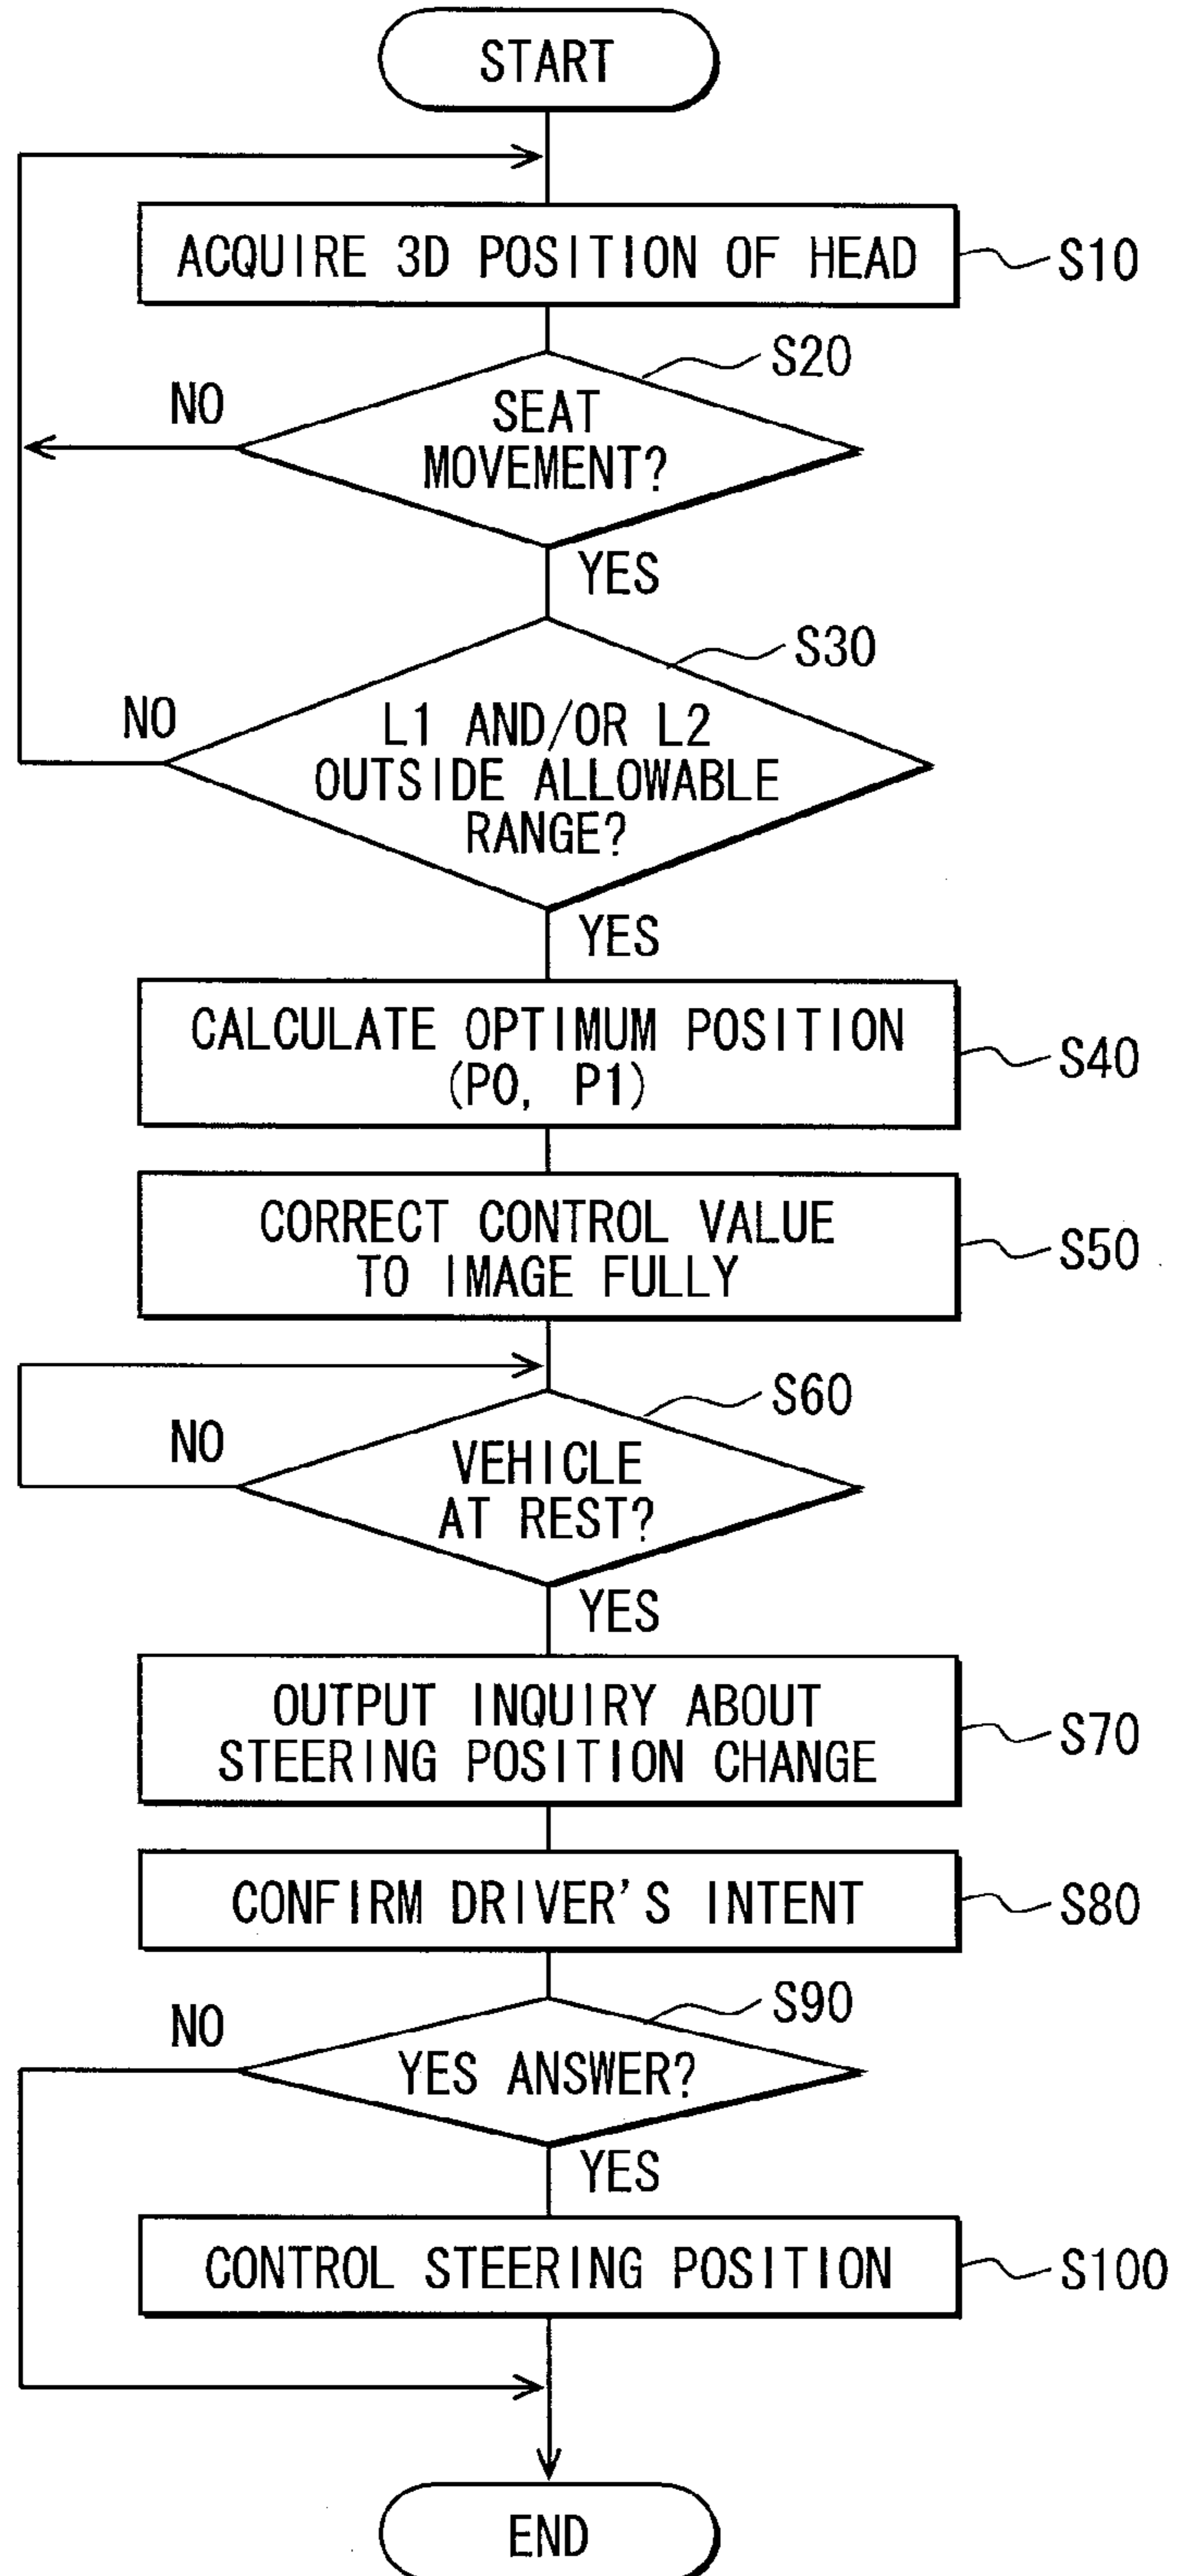 START
ACQUIRE 3D POSITION OF HEAD
S10
S20
NO
SEAT
MOVEMENT?
YES
S30
NO
L1 AND/OR L2
OUTSIDE ALLOWABLE
RANGE?
YES
CALCULATE OPTIMUM POSITION
(P0, P1)
S40
CORRECT CONTROL VALUE
TO IMAGE FULLY
S50
S60
NO
VEHICLE
AT REST?
YES
OUTPUT INQUIRY ABOUT
STEERING POSITION CHANGE
S70
CONFIRM DRIVER'S INTENT
S80
S90
NO
YES ANSWER?
YES
CONTROL STEERING POSITION
S100
END